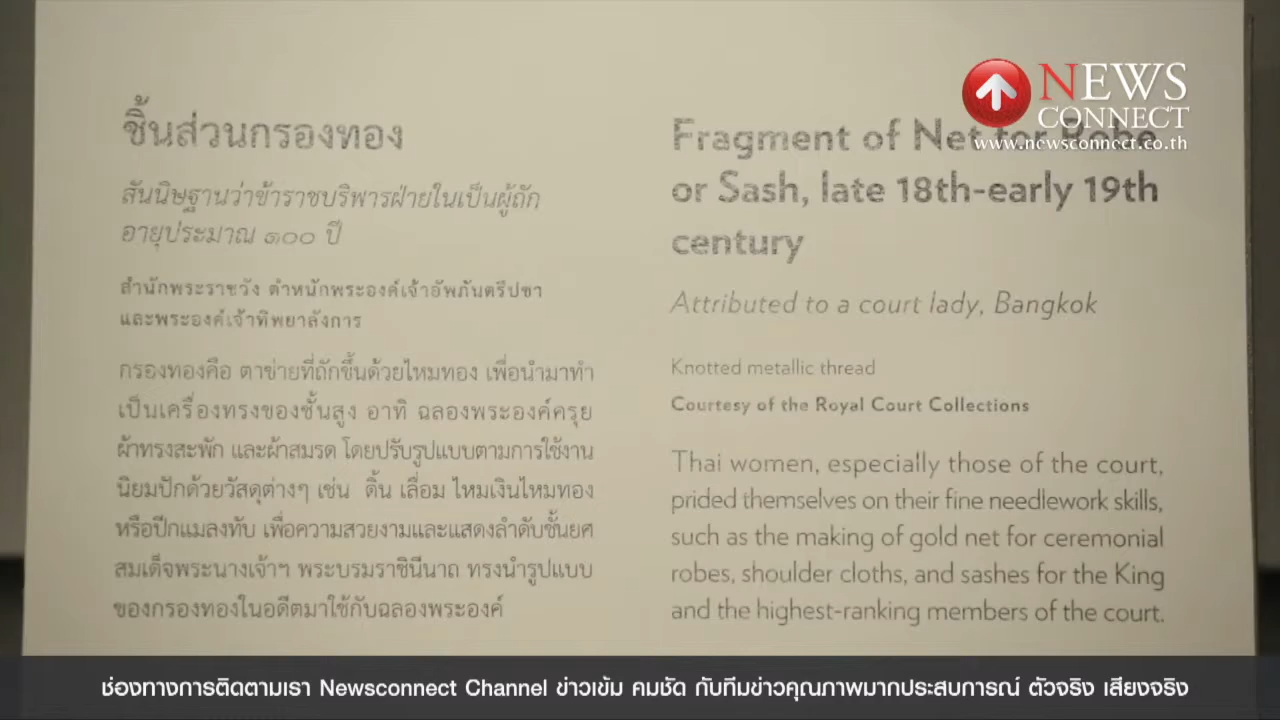 ชิ้นส่วนกรองทอง
สันนิษฐานว่าข้าราชบริพารฝ่ายในเป็นผู้ถัก
อายุประมาณ ๑๐๐ ปี
สำนักพระราชวัง ตำหนักพระองค์เจ้าอัพภันตรีปชา
และพระองค์เจ้าทิพยาลังการ
กรองทองคือ ตาข่ายที่ถักขึ้นด้วยไหมทอง เพื่อนำมาทำ
เป็นเครื่องทรงของชั้นสูง อาทิ ฉลองพระองค์ครุย
ผ้าทรงสะพัก และผ้าสมรด โดยปรับรูปแบบตามการใช้งาน
นิยมปักด้วยวัสดุต่างๆ เช่น ดิ้น เลื่อม ไหมเงินไหมทอง
หรือปีกแมลงทับ เพื่อความสวยงามและแสดงลำดับชั้นยศ
สมเด็จพระนางเจ้าฯ พระบรมราชินีนาถ ทรงนำรูปแบบ
ของกรองทองในอดีตมาใช้กับฉลองพระองค์
NEWS
CONNECT
www.newsconnect.co.th
Fragment of Net for Robe
or Sash, late 18th-early 19th
century
Attributed to a court lady, Bangkok
Knotted metallic thread
Courtesy of the Royal Court Collections
Thai women, especially those of the court,
prided themselves on their fine needlework skills,
such as the making of gold net for ceremonial
robes, shoulder cloths, and sashes for the King
and the highest-ranking members of the court.
ช่องทางการติดตามเรา Newsconnect Channel ข่าวเข้ม คมชัด กับทีมข่าวคุณภาพมากประสบการณ์ ตัวจริง เสียงจริง